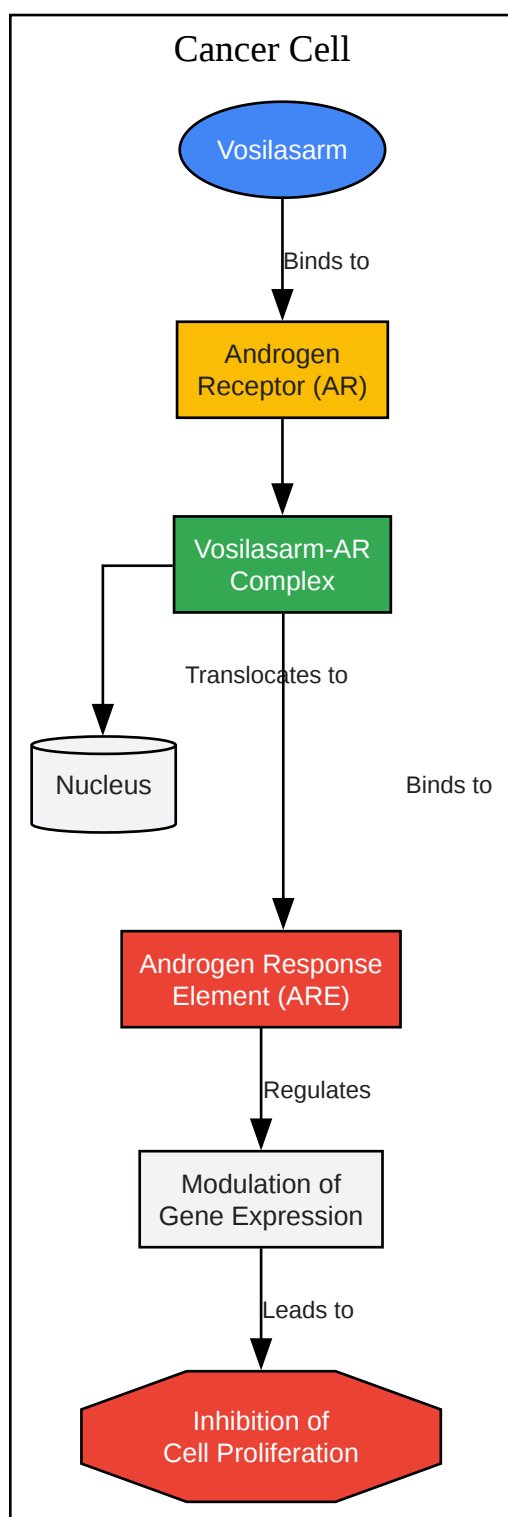 Cancer Cell
Vosilasarm
Binds to
Androgen
Receptor (AR)
Vosilasarm-AR
Complex
Translocates to
Nucleus
Binds to
Androgen Response
Element (ARE)
Regulates
Modulation of
Gene Expression
Leads to
Inhibition of
Cell Proliferation